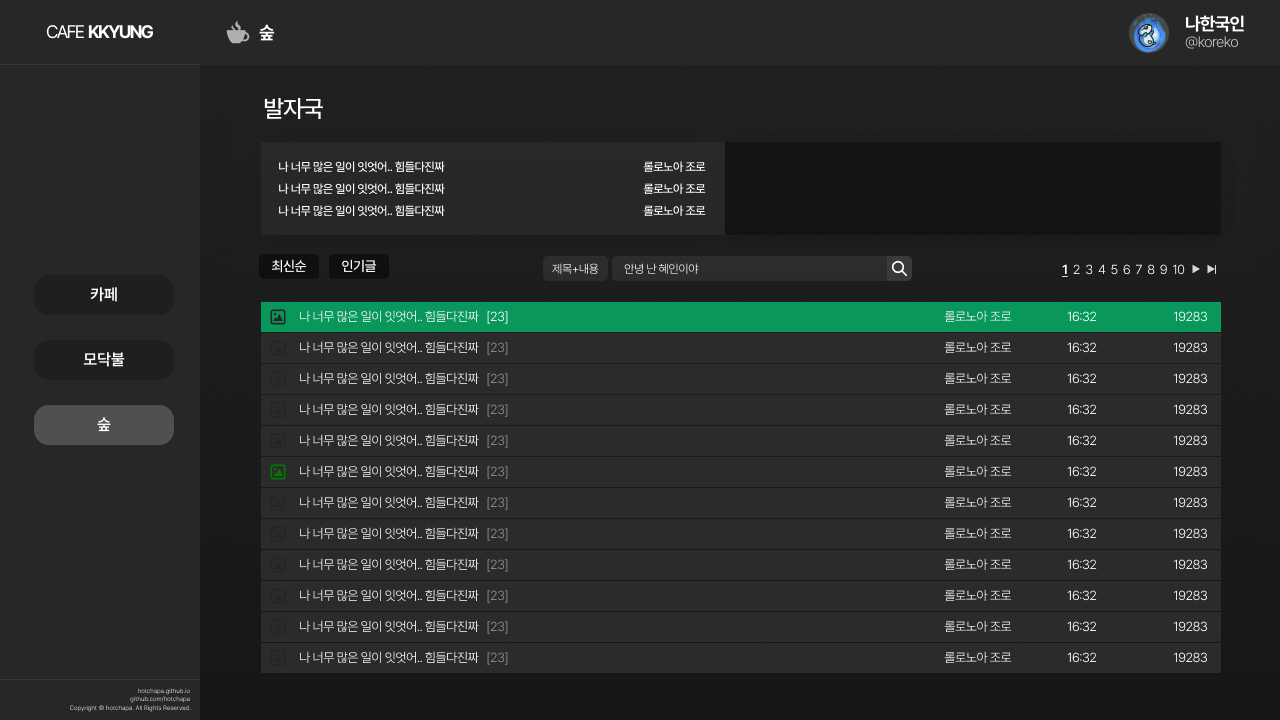 CAFE KKYUNG
숲
나한국인
@koreko
카페
모닥불
숲
hotchapa.github.io
github.com/hotchapa
Copyright © hotchapa. All Rights Reserved.
발자국
나 너무 많은 일이 잇엇어.. 힘들다진짜 롤로노아 조로
나 너무 많은 일이 잇엇어.. 힘들다진짜 롤로노아 조로
나 너무 많은 일이 잇엇어.. 힘들다진짜 롤로노아 조로
최신순 인기글 제목+내용 안녕 난 혜인이야 1 2 3 4 5 6 7 8 9 10
나 너무 많은 일이 잇엇어.. 힘들다진짜 [23] 롤로노아 조로 16:32 19283
나 너무 많은 일이 잇엇어.. 힘들다진짜 [23] 롤로노아 조로 16:32 19283
나 너무 많은 일이 잇엇어.. 힘들다진짜 [23] 롤로노아 조로 16:32 19283
나 너무 많은 일이 잇엇어.. 힘들다진짜 [23] 롤로노아 조로 16:32 19283
나 너무 많은 일이 잇엇어.. 힘들다진짜 [23] 롤로노아 조로 16:32 19283
나 너무 많은 일이 잇엇어.. 힘들다진짜 [23] 롤로노아 조로 16:32 19283
나 너무 많은 일이 잇엇어.. 힘들다진짜 [23] 롤로노아 조로 16:32 19283
나 너무 많은 일이 잇엇어.. 힘들다진짜 [23] 롤로노아 조로 16:32 19283
나 너무 많은 일이 잇엇어.. 힘들다진짜 [23] 롤로노아 조로 16:32 19283
나 너무 많은 일이 잇엇어.. 힘들다진짜 [23] 롤로노아 조로 16:32 19283
나 너무 많은 일이 잇엇어.. 힘들다진짜 [23] 롤로노아 조로 16:32 19283
나 너무 많은 일이 잇엇어.. 힘들다진짜 [23] 롤로노아 조로 16:32 19283